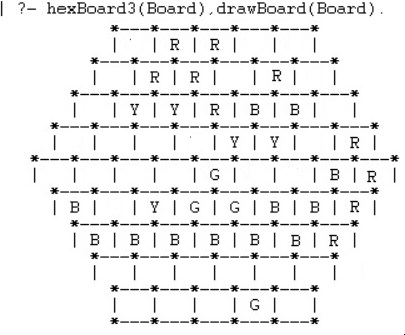 | ?- hexBoard3(Board),drawBoard(Board).
*---*---*---*---*---*
|   | R | R |   |   |
*---*---*---*---*---*---*
|   | R | R |   | R |   |
*---*---*---*---*---*---*---*
|   | Y | Y | R | B | B |   |
*---*---*---*---*---*---*---*---*
|   |   |   |   | Y | Y |   | R |
*---*---*---*---*---*---*---*---*---*
|   |   |   |   | G |   |   | B | R |
*---*---*---*---*---*---*---*---*
| B |   | Y | G | G | B | B | R |
*---*---*---*---*---*---*---*
| B | B | B | B | B | B | R |
*---*---*---*---*---*---*
|   |   |   |   |   |   |
*---*---*---*---*---*
|   |   |   | G |   |
*---*---*---*---*---*